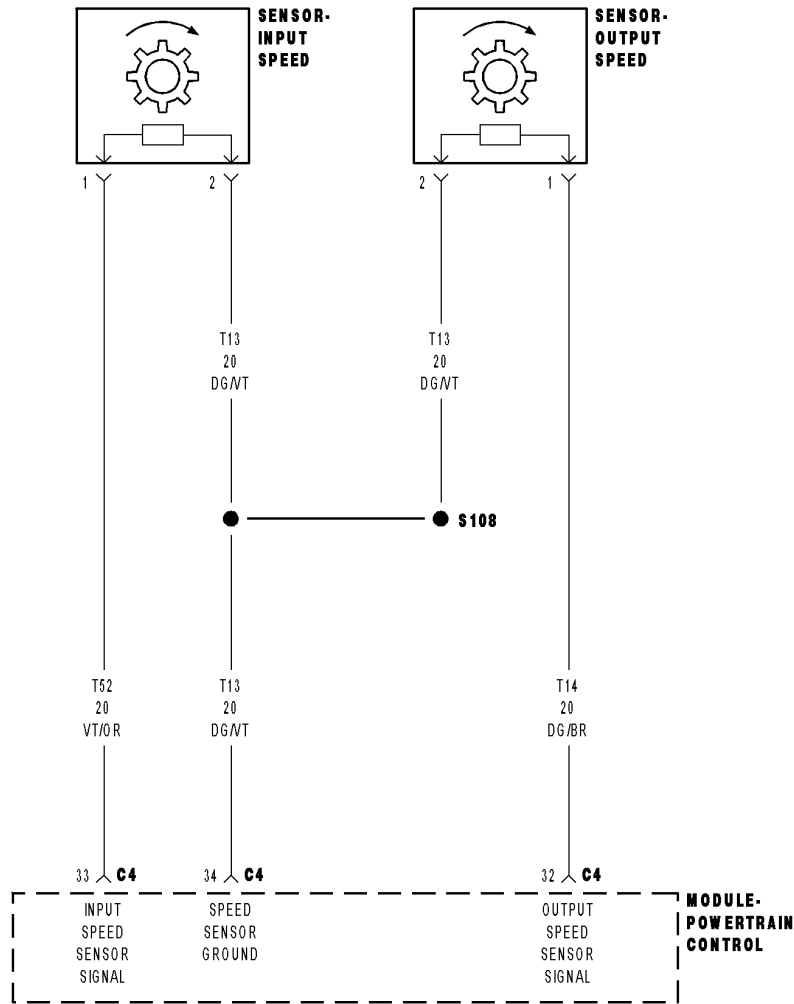 SENSOR-
INPUT
SPEED
SENSOR-
OUTPUT
SPEED
1
2
2
1
T13
20
DG/VT
T13
20
DG/VT
S108
T52
20
VT/OR
T13
20
DG/VT
T14
20
DG/BR
33
C4
34
C4
32
C4
INPUT
SPEED
SENSOR
SIGNAL
SPEED
SENSOR
GROUND
OUTPUT
SPEED
SENSOR
SIGNAL
MODULE-
POWERTRAIN
CONTROL